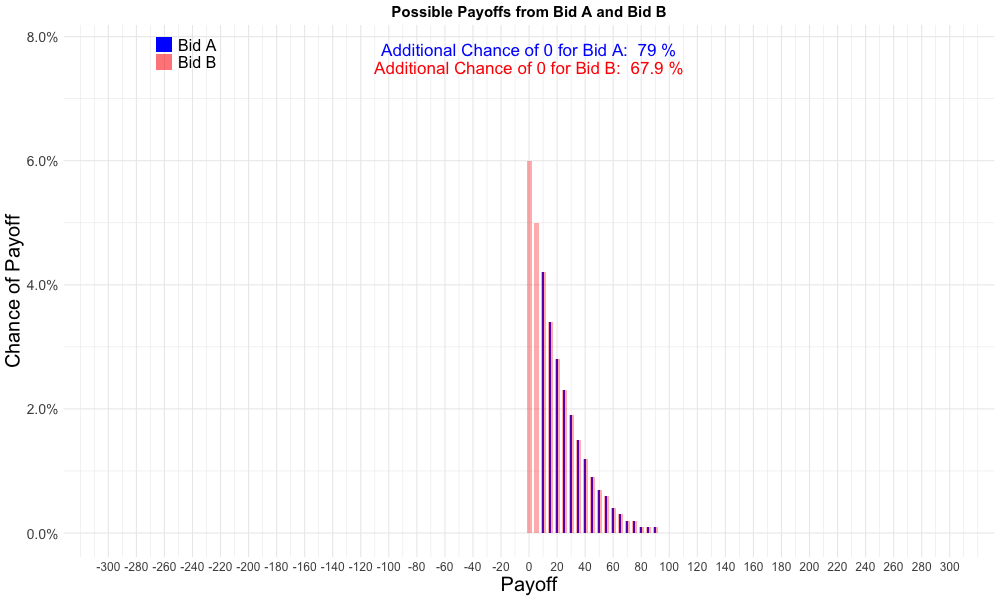 Possible Payoffs from Bid A and Bid B
Bid A
Bid B
Additional Chance of 0 for Bid A:  79 %
Additional Chance of 0 for Bid B:  67.9 %
Chance of Payoff
8.0%
6.0%
4.0%
2.0%
0.0%
-300 -280 -260 -240 -220 -200 -180 -160 -140 -120 -100 -80 -60 -40 -20 0 20 40 60 80 100 120 140 160 180 200 220 240 260 280 300
Payoff